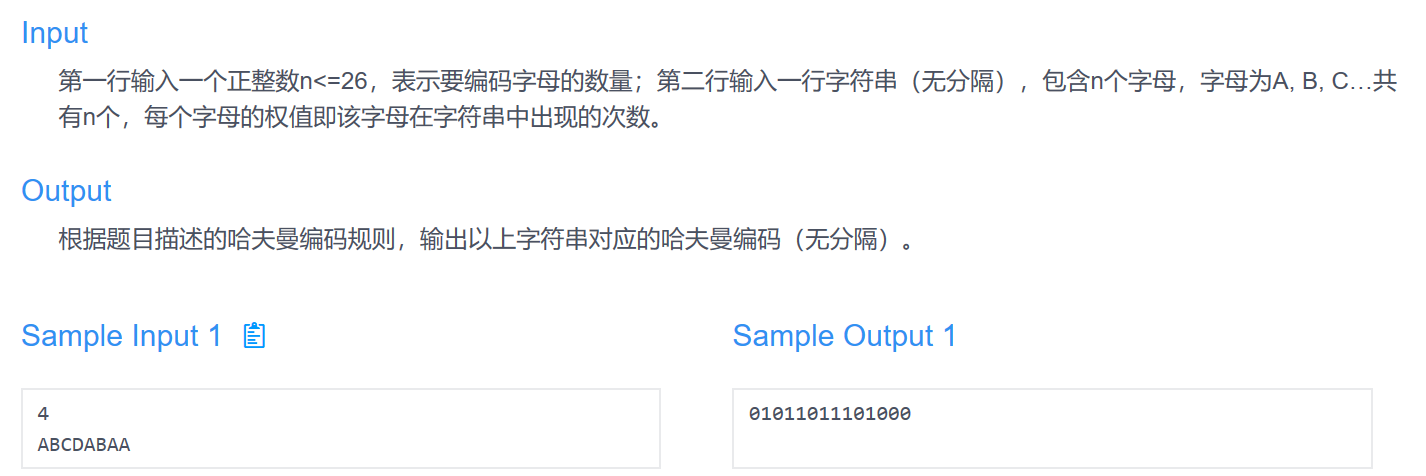 Input
第一行输入一个正整数n<=26，表示要编码字母的数量；第二行输入一行字符串（无分隔），包含n个字母，字母为A, B, C…共
有n个，每个字母的权值即该字母在字符串中出现的次数。
Output
根据题目描述的哈夫曼编码规则，输出以上字符串对应的哈夫曼编码（无分隔）。
Sample Input 1
4
ABCDABAA
Sample Output 1
01011011101000